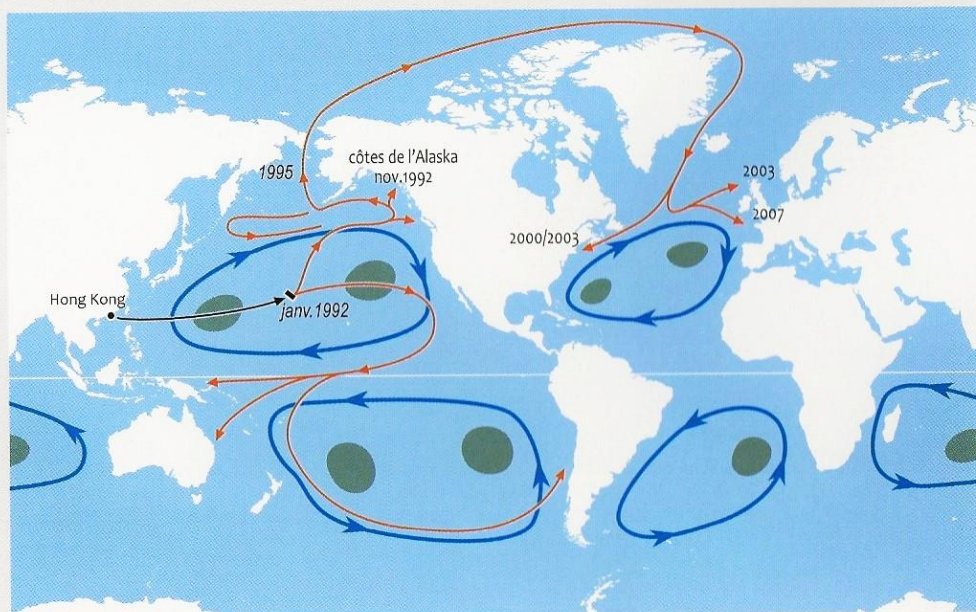 1995
côtes de l'Alaska
nov.1992
2003
2007
2000/2003
Hong Kong
janv.1992